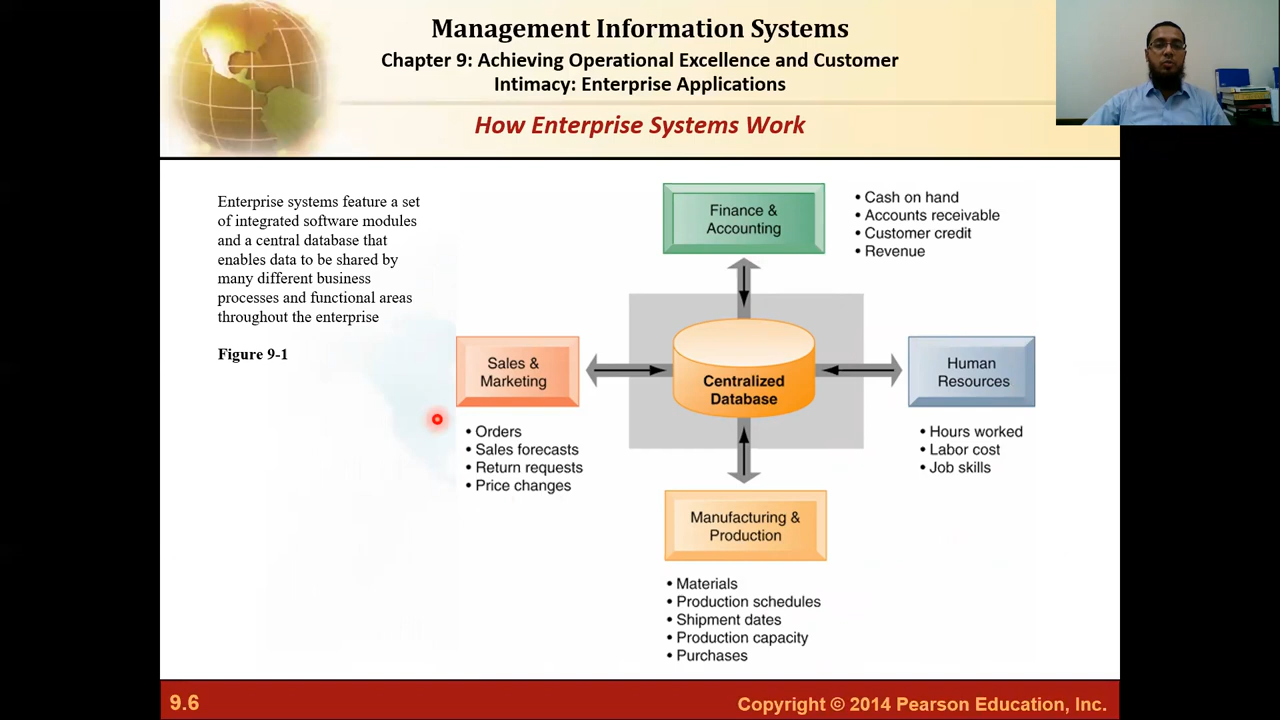 Management Information Systems
Chapter 9: Achieving Operational Excellence and Customer
Intimacy: Enterprise Applications
How Enterprise Systems Work
Enterprise systems feature a set
of integrated software modules
and a central database that
enables data to be shared by
many different business
processes and functional areas
throughout the enterprise
Figure 9-1
Finance &
Accounting
• Cash on hand
• Accounts receivable
• Customer credit
• Revenue
Sales &
Marketing
• Orders
• Sales forecasts
• Return requests
• Price changes
Centralized
Database
Human
Resources
• Hours worked
• Labor cost
• Job skills
Manufacturing &
Production
• Materials
• Production schedules
• Shipment dates
• Production capacity
• Purchases
9.6
Copyright © 2014 Pearson Education, Inc.